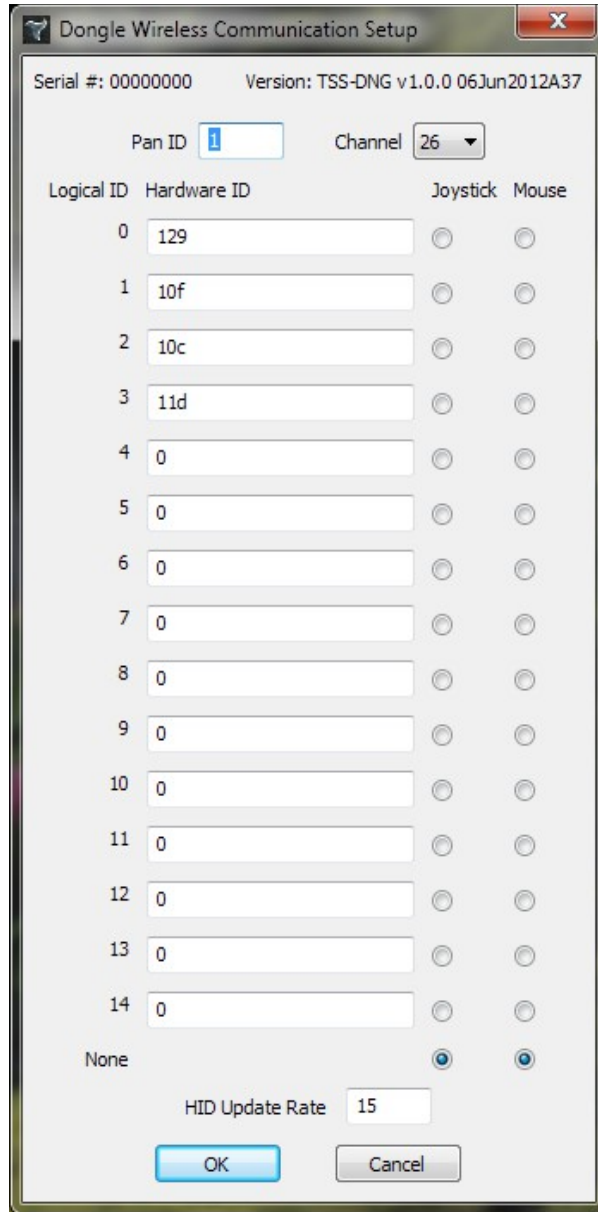 Dongle Wireless Communication Setup
Serial #: 00000000 Version: TSS-DNG v1.0.0 06Jun2012A37
Pan ID 1 Channel 26
Logical ID Hardware ID Joystick Mouse
0 129
1 10f
2 10c
3 11d
4 0
5 0
6 0
7 0
8 0
9 0
10 0
11 0
12 0
13 0
14 0
None
HID Update Rate 15
OK Cancel